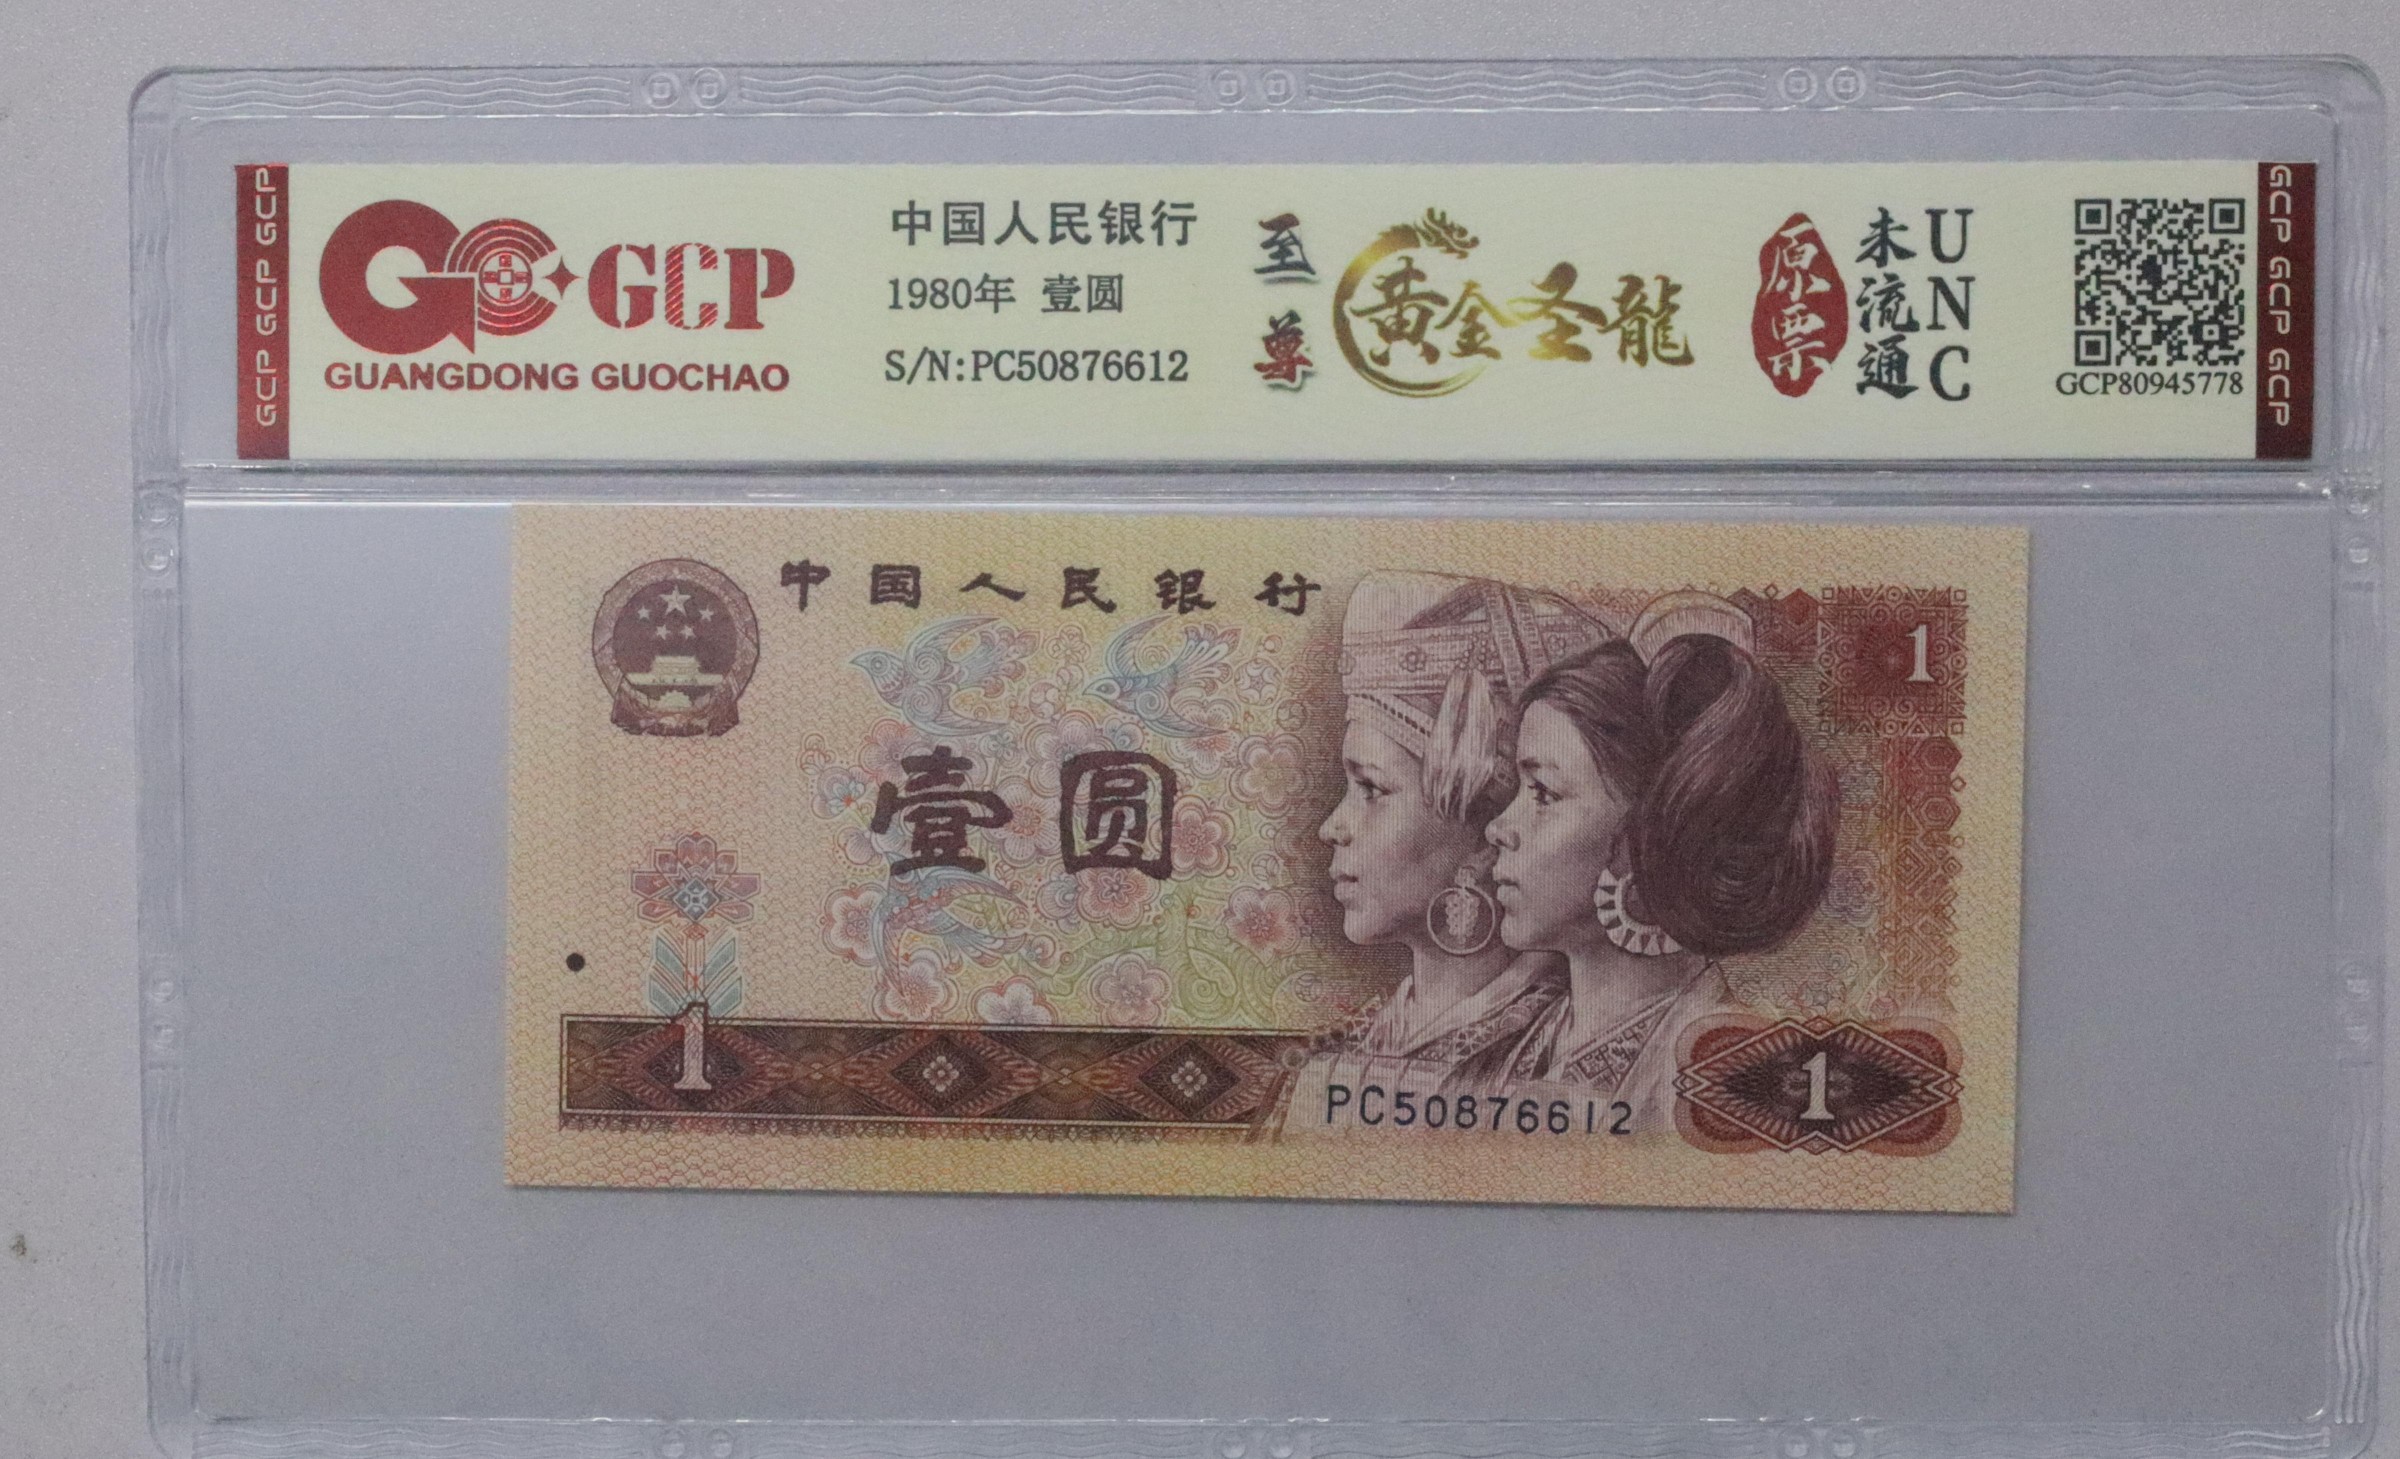 GCP GCP GCP
GCP
GUANGDONG GUOCHAO
中国人民银行
1980年 壹圆
S/N:PC50876612
至尊
黄金圣龍
原票
未流通
UNC
GCP80945778
GCP GCP GCP
中国人民银行
1
壹圆
1
PC50876612
1